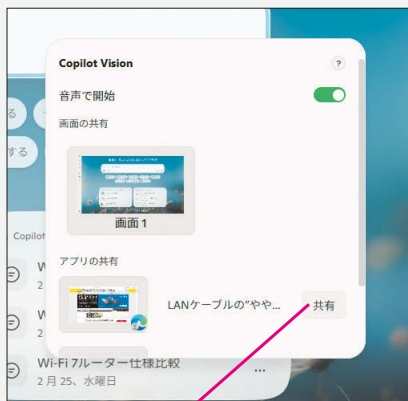 Copilot Vision
?
音声で開始
画面の共有
画面 1
アプリの共有
LANケーブルの"やや...
共有
する
Copilot
2
2
Wi-Fi 7ルーター仕様比較
2 月 25、水曜日
...